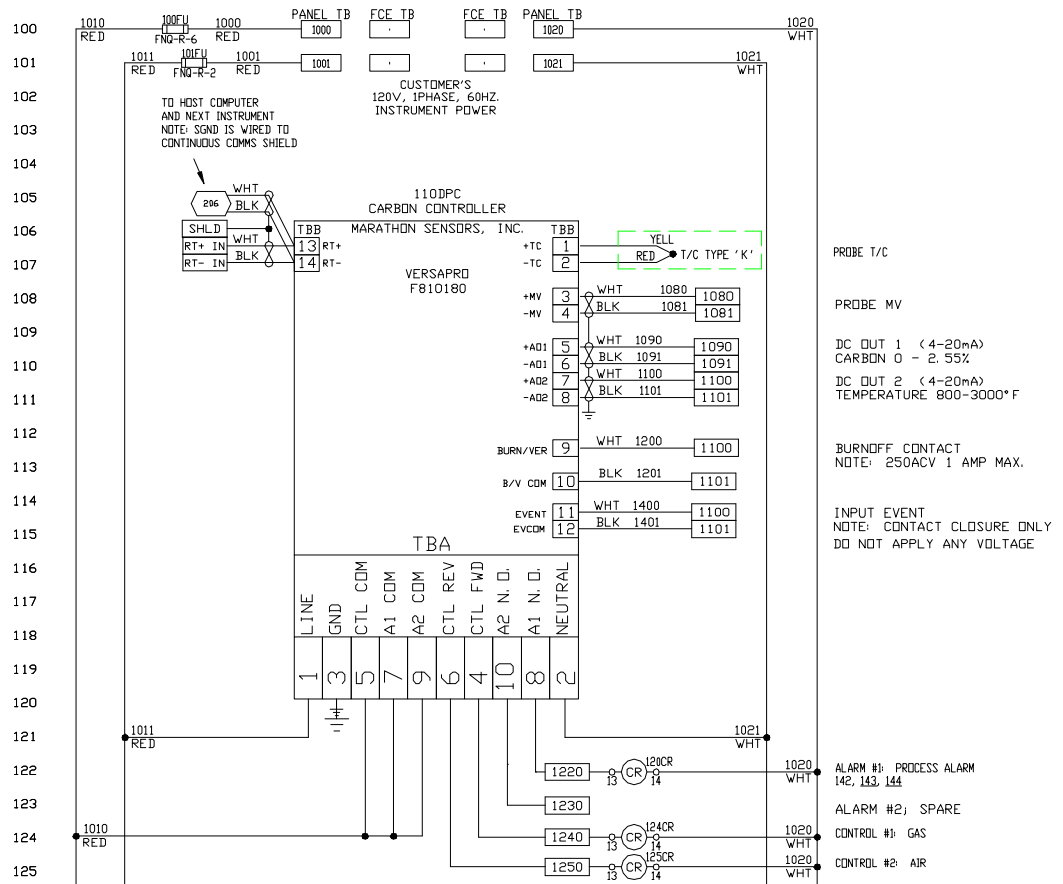 PANEL TB FCE TB FCE TB PANEL TB
100 1010 RED 100FU FNQ-R-6 1000 RED 1000 1020 1020 WHT
101 1011 RED 101FU FNQ-R-2 1001 RED 1001 1021 1021 WHT
CUSTOMER'S
120V, 1PHASE, 60HZ.
INSTRUMENT POWER
102
TO HOST COMPUTER
AND NEXT INSTRUMENT
NOTE: SGND IS WIRED TO
CONTINUOUS COMMS SHIELD
103
104
105 206 WHT
BLK
110DPC
CARBON CONTROLLER
MARATHON SENSORS, INC.
VERSAPRO
F810180
106 SHLD TBB TBB
RT+ IN WHT 13 RT+ +TC 1 YELL
107 RT- IN BLK 14 RT- -TC 2 RED T/C TYPE 'K' PROBE T/C
108 +MV 3 WHT 1080 1080 PROBE MV
-MV 4 BLK 1081 1081
109 +AO1 5 WHT 1090 1090 DC OUT 1 (4-20mA)
110 -AO1 6 BLK 1091 1091 CARBON 0 - 2.55%
+AO2 7 WHT 1100 1100 DC OUT 2 (4-20mA)
111 -AO2 8 BLK 1101 1101 TEMPERATURE 800-3000°F
112
BURN/VER 9 WHT 1200 1100 BURNOFF CONTACT
113 NOTE: 250ACV 1 AMP MAX.
B/V COM 10 BLK 1201 1101
114
EVENT 11 WHT 1400 1100 INPUT EVENT
115 EVCOM 12 BLK 1401 1101 NOTE: CONTACT CLOSURE ONLY
DO NOT APPLY ANY VOLTAGE
TBA
116
117
118
LINE GND CTL COM A1 COM A2 COM CTL REV CTL FWD A2 N.O. A1 N.O. NEUTRAL
119 1 3 5 7 9 6 4 10 8 2
120
121 1011 RED 1021 WHT
122 1220 13 CR 120CR 14 1020 WHT ALARM #1: PROCESS ALARM
142, 143, 144
123 1230 ALARM #2; SPARE
124 1010 RED 1240 13 CR 124CR 14 1020 WHT CONTROL #1: GAS
125 1250 13 CR 125CR 14 1020 WHT CONTROL #2: AIR